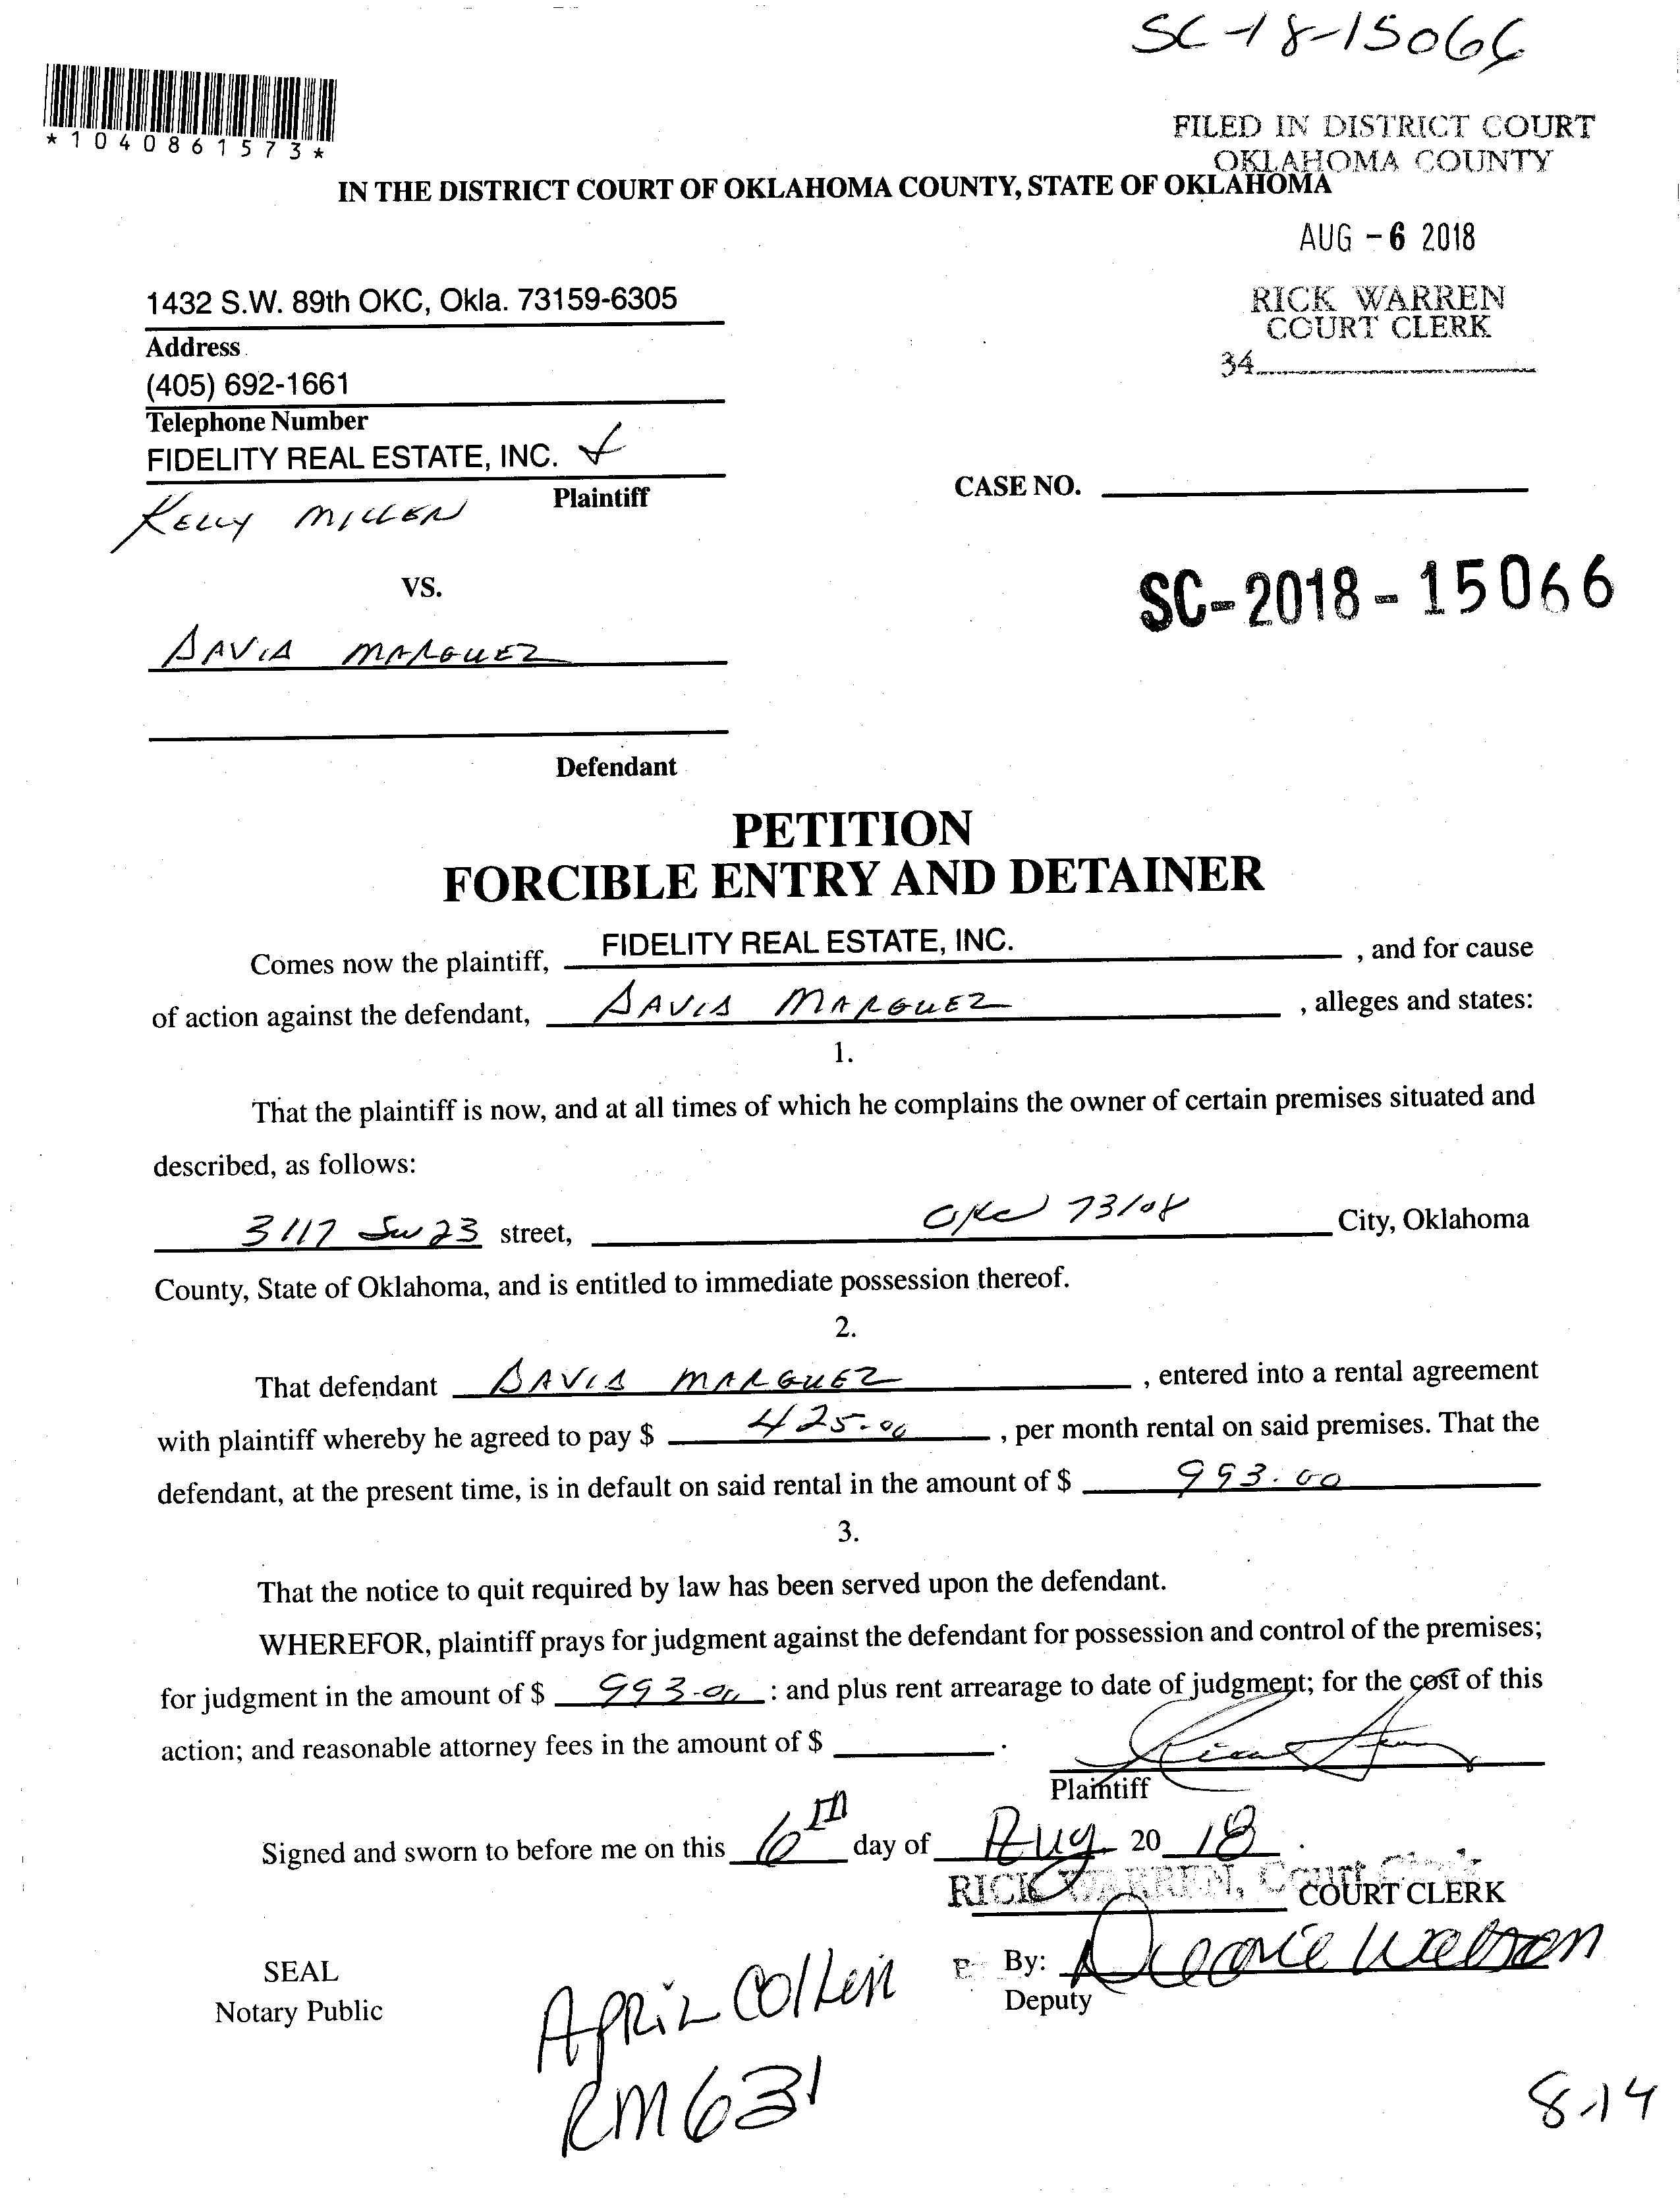 SC-18-15066
*1040861573*
FILED IN DISTRICT COURT
OKLAHOMA COUNTY
IN THE DISTRICT COURT OF OKLAHOMA COUNTY, STATE OF OKLAHOMA
AUG -6 2018
1432 S.W. 89th OKC, Okla. 73159-6305
RICK WARREN
COURT CLERK
Address
34
(405) 692-1661
Telephone Number
FIDELITY REAL ESTATE, INC. &
Plaintiff
CASE NO.
KELLY MILLER
VS.
SC-2018-15066
DAVID MARQUEZ
Defendant
PETITION
FORCIBLE ENTRY AND DETAINER
Comes now the plaintiff, FIDELITY REAL ESTATE, INC. , and for cause
of action against the defendant, DAVID MARQUEZ , alleges and states:
1.
That the plaintiff is now, and at all times of which he complains the owner of certain premises situated and
described, as follows:
3117 SW 23 street, OKC 73108 City, Oklahoma
County, State of Oklahoma, and is entitled to immediate possession thereof.
2.
That defendant DAVID MARQUEZ , entered into a rental agreement
with plaintiff whereby he agreed to pay $ 425.00 , per month rental on said premises. That the
defendant, at the present time, is in default on said rental in the amount of $ 993.00
3.
That the notice to quit required by law has been served upon the defendant.
WHEREFOR, plaintiff prays for judgment against the defendant for possession and control of the premises;
for judgment in the amount of $ 993.00 : and plus rent arrearage to date of judgment; for the cost of this
action; and reasonable attorney fees in the amount of $ .
Plaintiff
Signed and sworn to before me on this 6th day of Aug 20 18 .
RICK WARREN, Court Clerk COURT CLERK
SEAL
By:
Notary Public
Deputy
April Collen
RM 631
8-14